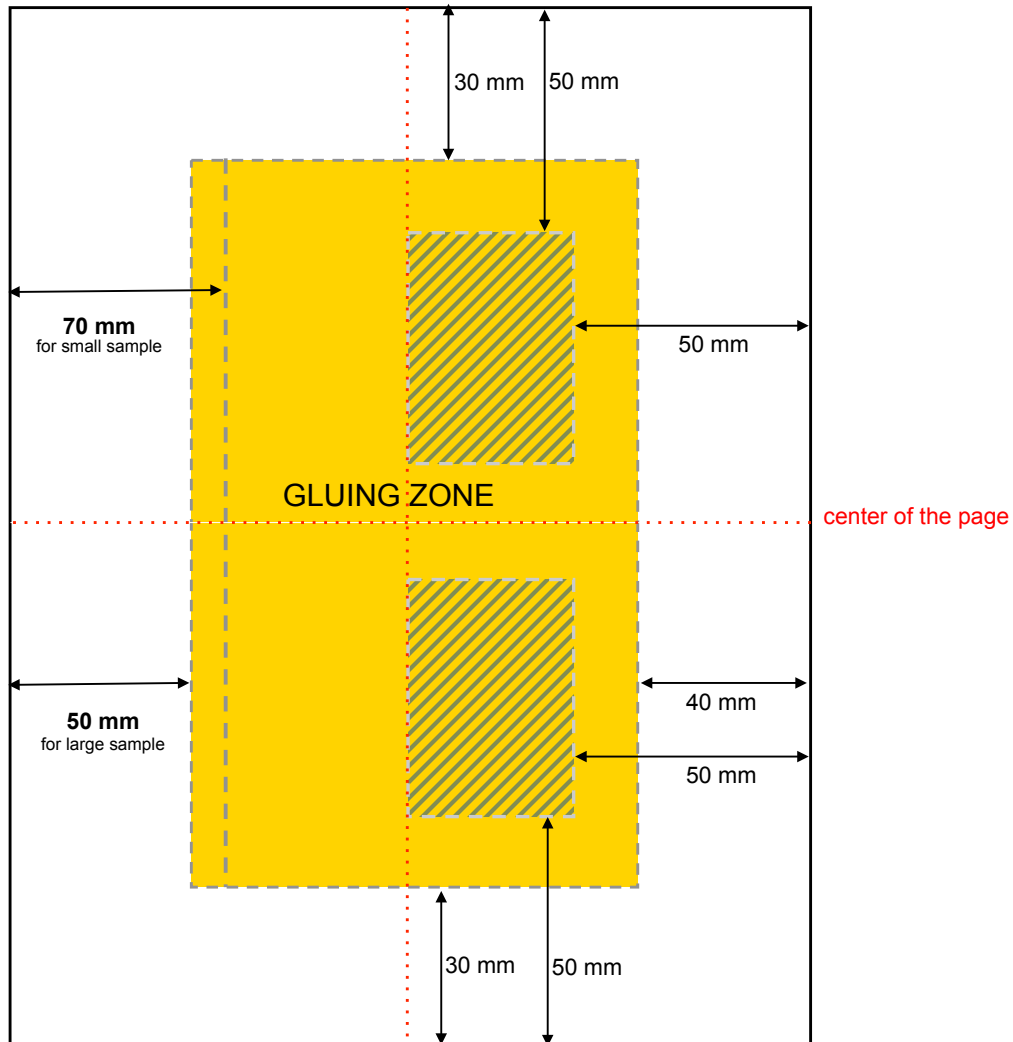 30 mm
50 mm
70 mm
for small sample
50 mm
GLUING ZONE
center of the page
50 mm
for large sample
40 mm
50 mm
30 mm
50 mm